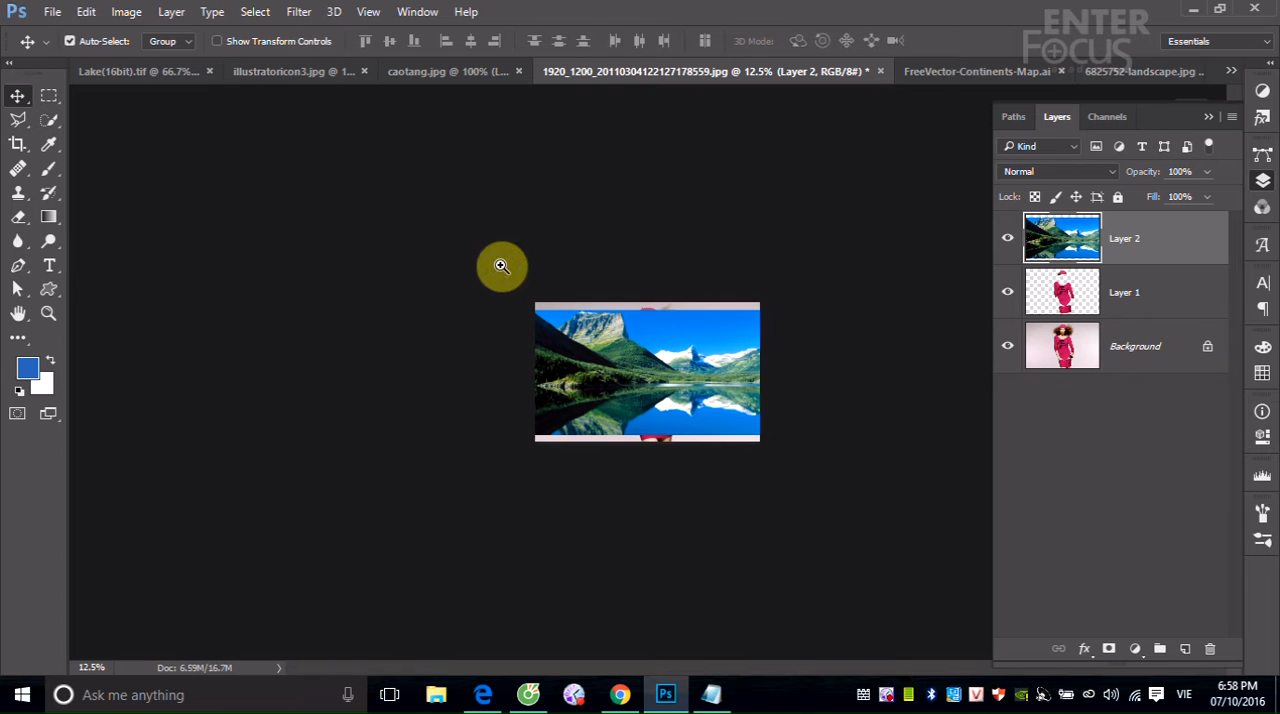 Ps File Edit Image Layer Type Select Filter 3D View Window Help
ENTER
FOCUS
Auto-Select: Group Show Transform Controls 3D Mode: Essentials
Lake(16bit).tif @ 66.7%... × illustratoricon3.jpg @ 1... × caotang.jpg @ 100% (L... × 1920_1200_20110304122127178559.jpg @ 12.5% (Layer 2, RGB/8#) * × FreeVector-Continents-Map.ai × 6825752-landscape.jpg ...
Paths Layers Channels
Kind
Normal Opacity: 100%
Lock: Fill: 100%
Layer 2
Layer 1
Background
12.5% Doc: 6.59M/16.7M
Ask me anything
VIE
6:58 PM
07/10/2016